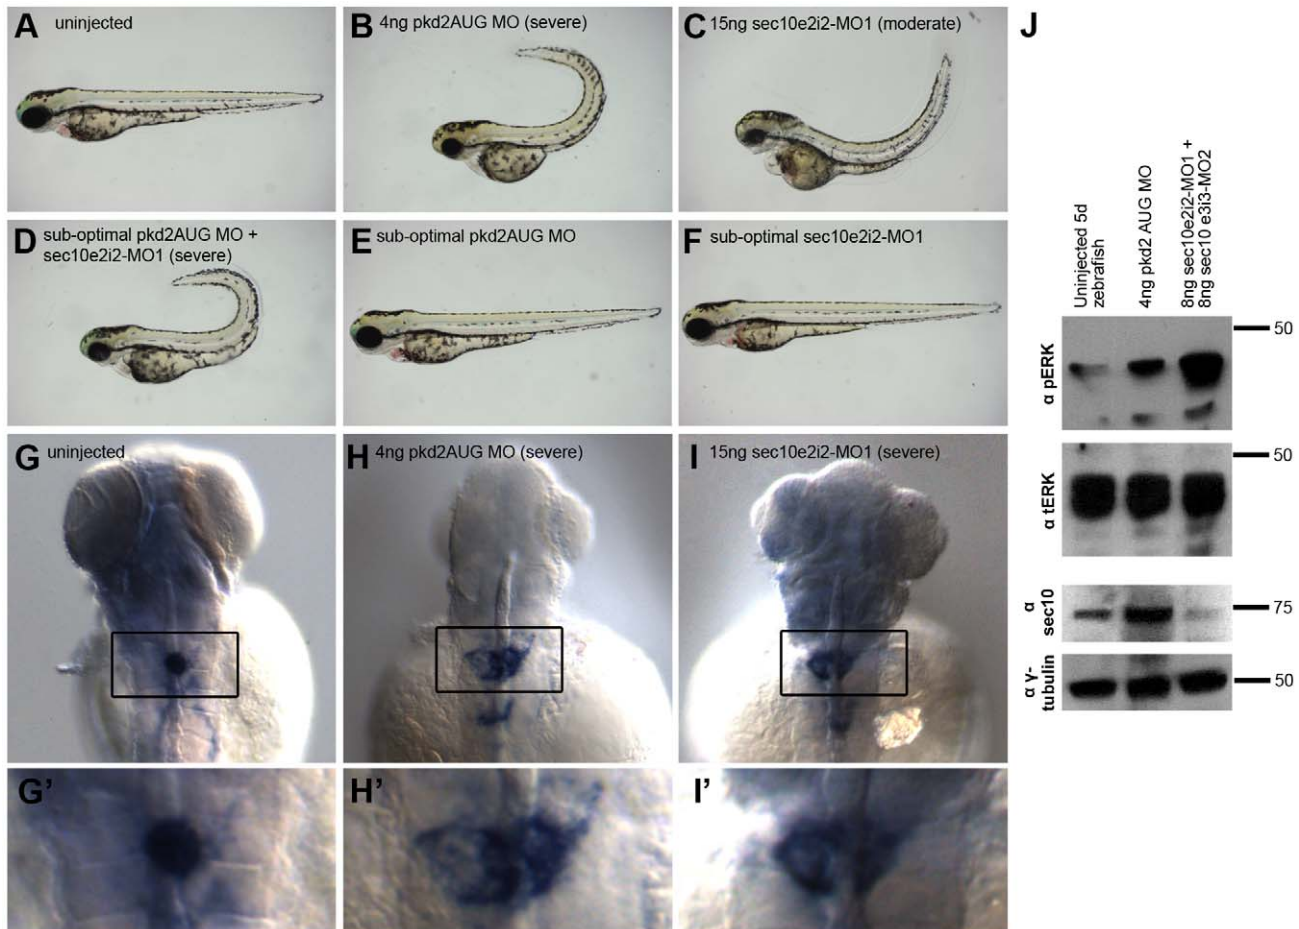 A uninjected
B 4ng pkd2AUG MO (severe)
C 15ng sec10e2i2-MO1 (moderate)
D sub-optimal pkd2AUG MO +
sec10e2i2-MO1 (severe)
E sub-optimal pkd2AUG MO
F sub-optimal sec10e2i2-MO1
G uninjected
H 4ng pkd2AUG MO (severe)
I 15ng sec10e2i2-MO1 (severe)
G’
H’
I’
J
Uninjected 5d
zebrafish
4ng pkd2 AUG MO
8ng sec10e2i2-MO1 +
8ng sec10 e3i3-MO2
α pERK
50
α tERK
50
α
sec10
75
α γ-
tubulin
50